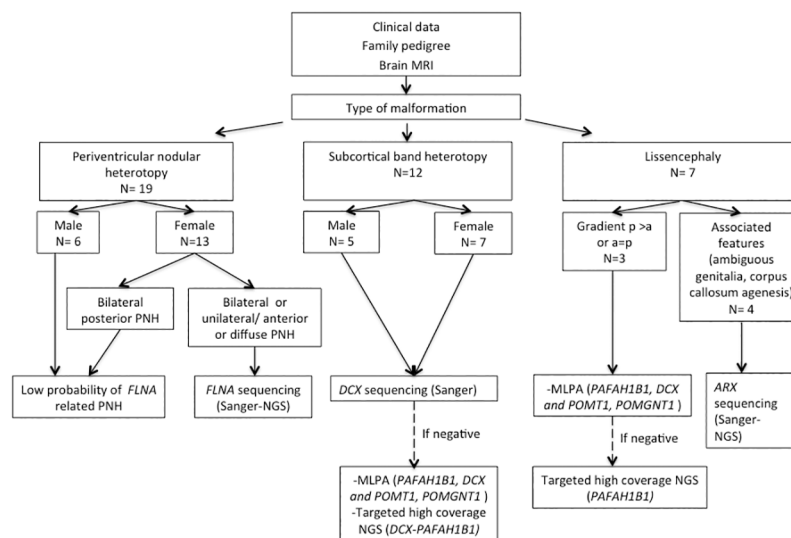 Clinical data
Family pedigree
Brain MRI
Type of malformation
Periventricular nodular
heterotopy
N= 19
Subcortical band heterotopy
N=12
Lissencephaly
N= 7
Male
N= 6
Female
N=13
Male
N= 5
Female
N= 7
Gradient p >a
or a=p
N=3
Associated
features
(ambiguous
genitalia, corpus
callosum agenesis)
N= 4
Bilateral
posterior PNH
Bilateral or
unilateral/ anterior
or diffuse PNH
Low probability of FLNA
related PNH
FLNA sequencing
(Sanger-NGS)
DCX sequencing (Sanger)
-MLPA (PAFAH1B1, DCX
and POMT1, POMGNT1 )
ARX
sequencing
(Sanger-
NGS)
If negative
If negative
-MLPA (PAFAH1B1, DCX
and POMT1, POMGNT1 )
-Targeted high coverage
NGS (DCX-PAFAH1B1)
Targeted high coverage NGS
(PAFAH1B1)